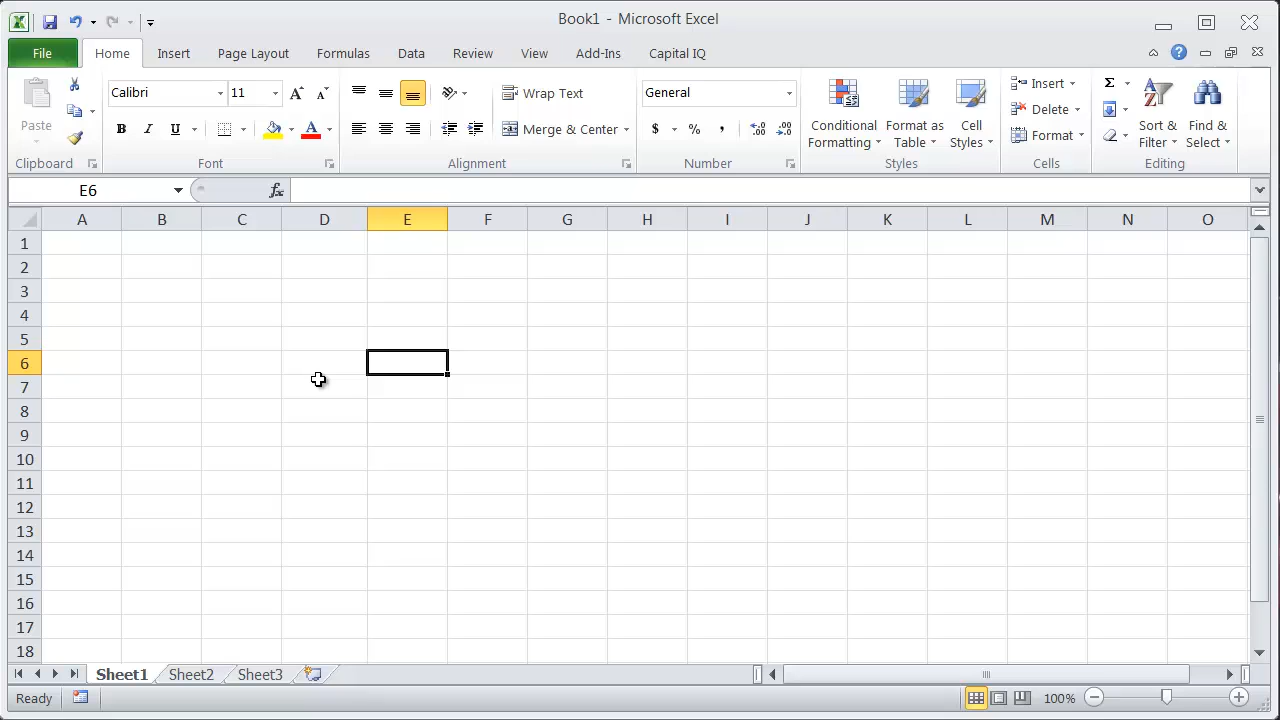 Book1 - Microsoft Excel
File Home Insert Page Layout Formulas Data Review View Add-Ins Capital IQ
Paste
Clipboard
Calibri 11
B I U A
Font
Wrap Text
Merge & Center
Alignment
General
$ % ,
Number
Conditional Formatting
Format as Table
Cell Styles
Styles
Insert
Delete
Format
Cells
Σ
Sort & Filter
Find & Select
Editing
E6 fx
A B C D E F G H I J K L M N O
1
2
3
4
5
6
7
8
9
10
11
12
13
14
15
16
17
18
Sheet1 Sheet2 Sheet3
Ready 100%